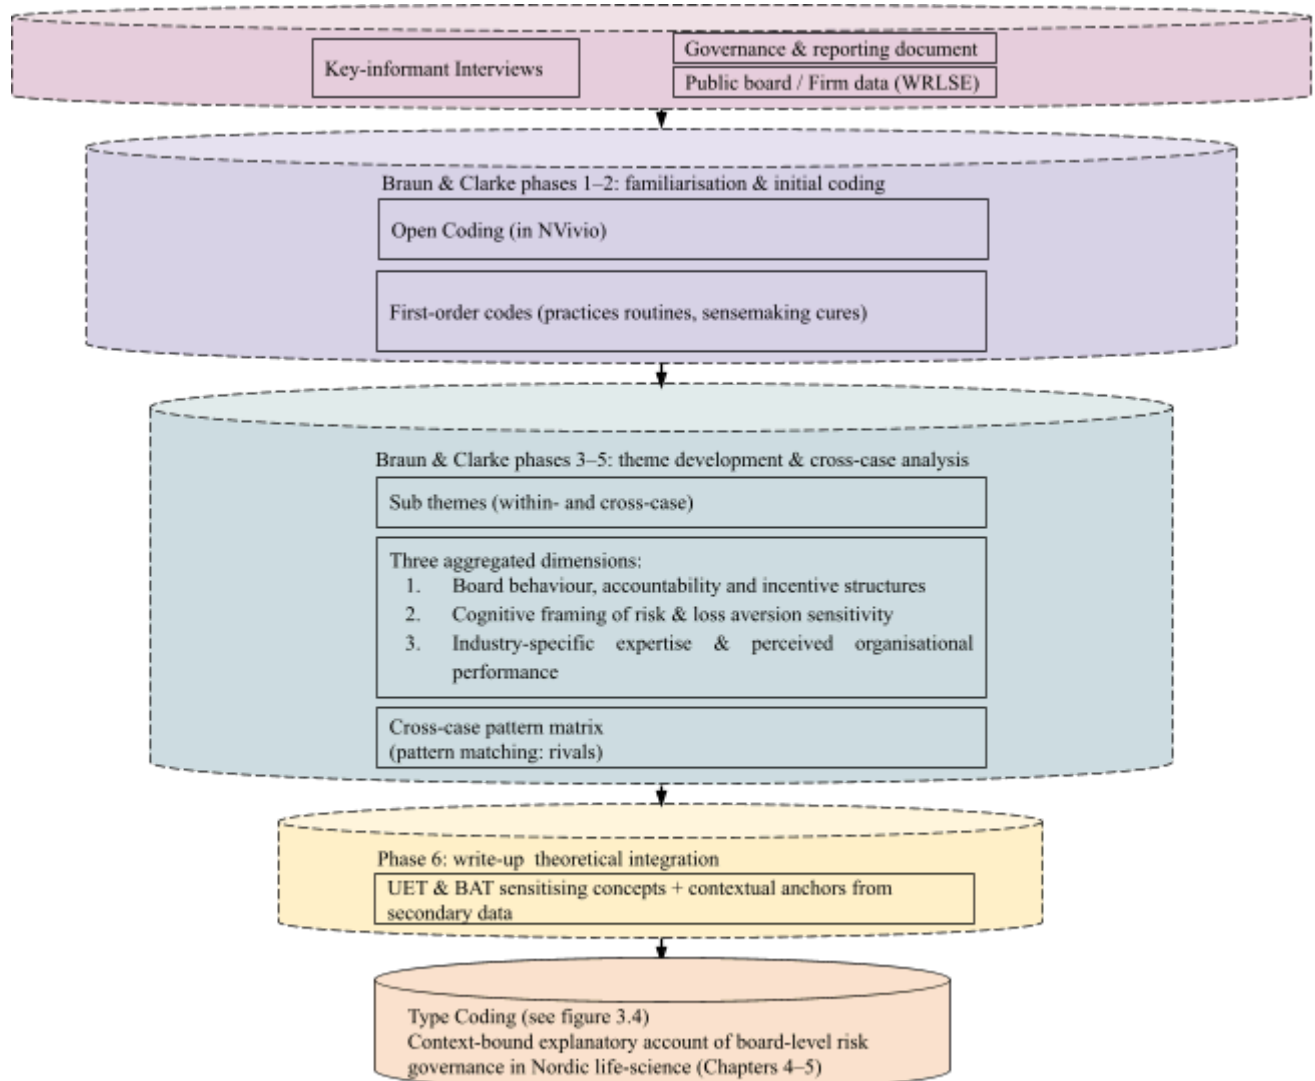 Key-informant Interviews
Governance & reporting document
Public board / Firm data (WRLSE)
Braun & Clarke phases 1–2: familiarisation & initial coding
Open Coding (in NVivio)
First-order codes (practices routines, sensemaking cures)
Braun & Clarke phases 3–5: theme development & cross-case analysis
Sub themes (within- and cross-case)
Three aggregated dimensions:
1. Board behaviour, accountability and incentive structures
2. Cognitive framing of risk & loss aversion sensitivity
3. Industry-specific expertise & perceived organisational
performance
Cross-case pattern matrix
(pattern matching: rivals)
Phase 6: write-up theoretical integration
UET & BAT sensitising concepts + contextual anchors from
secondary data
Type Coding (see figure 3.4)
Context-bound explanatory account of board-level risk
governance in Nordic life-science (Chapters 4–5)